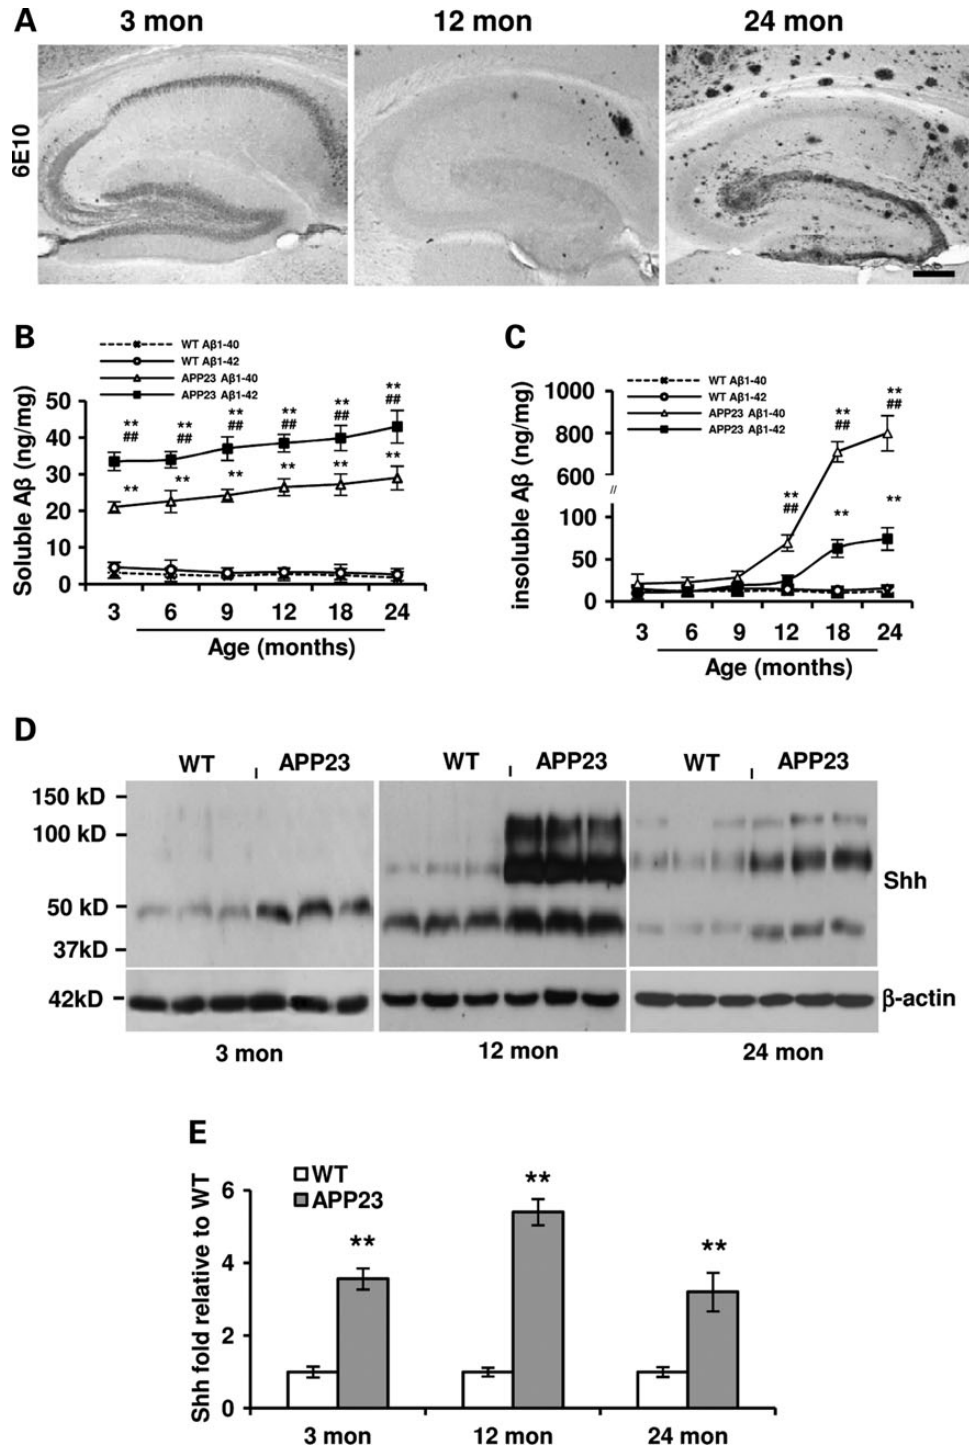 A 3 mon 12 mon 24 mon
6E10
B
WT Aβ1-40
WT Aβ1-42
APP23 Aβ1-40
APP23 Aβ1-42
Soluble Aβ (ng/mg)
50
40
30
20
10
0
** ** ** ** ** **
## ## ## ## ## ##
** ** ** ** ** **
3 6 9 12 18 24
Age (months)
C
WT Aβ1-40
WT Aβ1-42
APP23 Aβ1-40
APP23 Aβ1-42
insoluble Aβ (ng/mg)
1000
800
600
//
100
50
0
** ** **
## ## ##
** **
3 6 9 12 18 24
Age (months)
D
WT APP23 WT APP23 WT APP23
150 kD
100 kD
50 kD
37kD
42kD
Shh
β-actin
3 mon 12 mon 24 mon
E
WT
APP23
Shh fold relative to WT
6
4
2
0
** ** **
3 mon 12 mon 24 mon